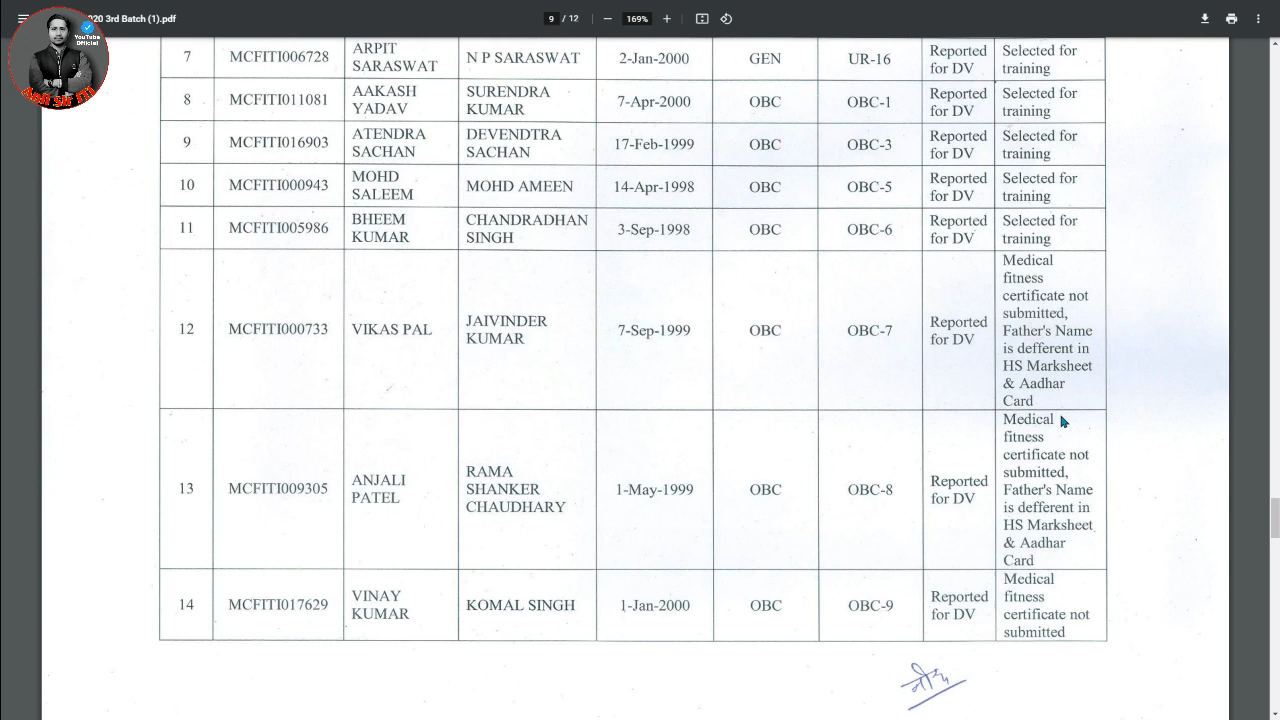 020 3rd Batch (1).pdf
9 / 12
169%
YouTube
Official
Ajit sir ITI
7 MCFITI006728 ARPIT SARASWAT N P SARASWAT 2-Jan-2000 GEN UR-16 Reported for DV Selected for training
8 MCFITI011081 AAKASH YADAV SURENDRA KUMAR 7-Apr-2000 OBC OBC-1 Reported for DV Selected for training
9 MCFITI016903 ATENDRA SACHAN DEVENDTRA SACHAN 17-Feb-1999 OBC OBC-3 Reported for DV Selected for training
10 MCFITI000943 MOHD SALEEM MOHD AMEEN 14-Apr-1998 OBC OBC-5 Reported for DV Selected for training
11 MCFITI005986 BHEEM KUMAR CHANDRADHAN SINGH 3-Sep-1998 OBC OBC-6 Reported for DV Selected for training
12 MCFITI000733 VIKAS PAL JAIVINDER KUMAR 7-Sep-1999 OBC OBC-7 Reported for DV Medical fitness certificate not submitted, Father's Name is defferent in HS Marksheet & Aadhar Card
13 MCFITI009305 ANJALI PATEL RAMA SHANKER CHAUDHARY 1-May-1999 OBC OBC-8 Reported for DV Medical fitness certificate not submitted, Father's Name is defferent in HS Marksheet & Aadhar Card
14 MCFITI017629 VINAY KUMAR KOMAL SINGH 1-Jan-2000 OBC OBC-9 Reported for DV Medical fitness certificate not submitted